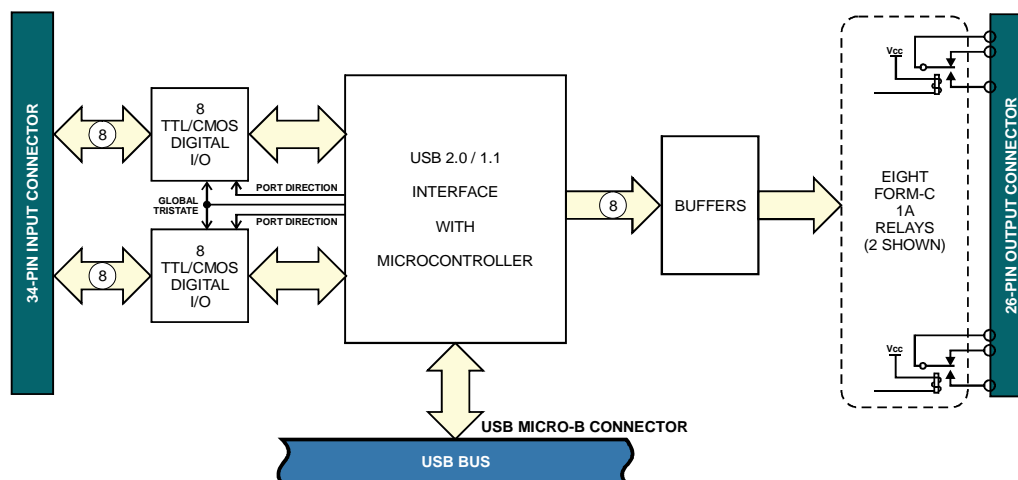 34-PIN INPUT CONNECTOR
8
8
TTL/CMOS
DIGITAL
I/O
GLOBAL
TRISTATE
PORT DIRECTION
PORT DIRECTION
8
8
TTL/CMOS
DIGITAL
I/O
USB 2.0 / 1.1
INTERFACE
WITH
MICROCONTROLLER
8
BUFFERS
Vcc
EIGHT
FORM-C
1A
RELAYS
(2 SHOWN)
Vcc
26-PIN OUTPUT CONNECTOR
USB MICRO-B CONNECTOR
USB BUS